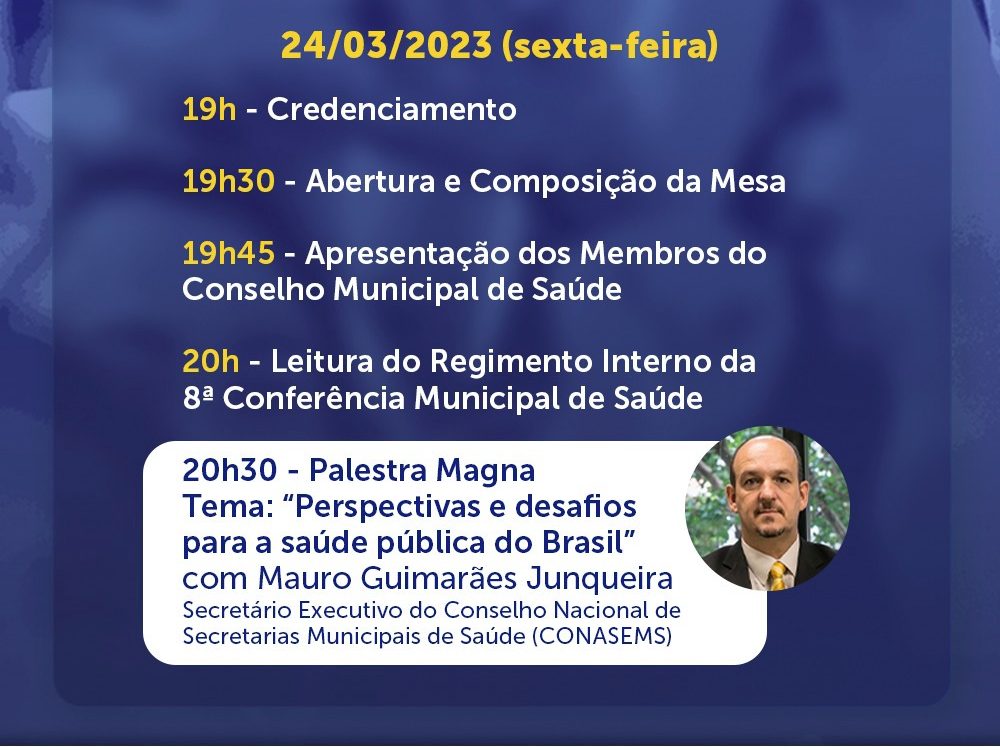 24/03/2023 (sexta-feira)
19h - Credenciamento
19h30 - Abertura e Composição da Mesa
19h45 - Apresentação dos Membros do
Conselho Municipal de Saúde
20h - Leitura do Regimento Interno da
8ª Conferência Municipal de Saúde
20h30 - Palestra Magna
Tema: “Perspectivas e desafios
para a saúde pública do Brasil”
com Mauro Guimarães Junqueira
Secretário Executivo do Conselho Nacional de
Secretarias Municipais de Saúde (CONASEMS)